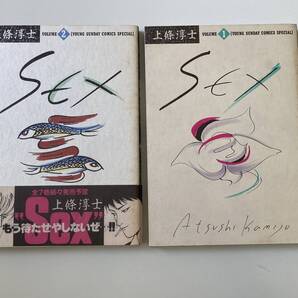 上條淳士
VOLUME 2 (YOUNG SUNDAY COMICS SPECIAL)
SEX
全7巻続々発売予定
上條淳士
"SEX"
もう待たせやしないぜ…!!
上條淳士
VOLUME 1 (YOUNG SUNDAY COMICS SPECIAL)
SEX
Atsushi Kamijo